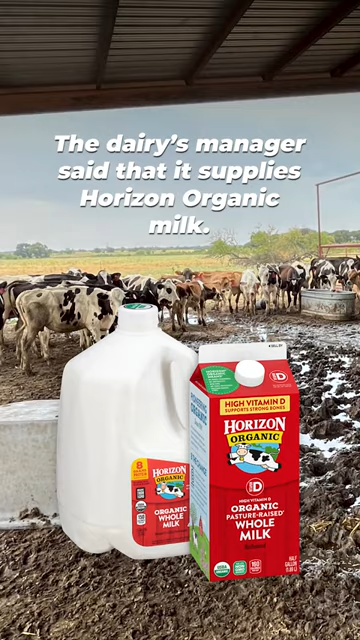 The dairy's manager
said that it supplies
Horizon Organic
milk.
HIGH VITAMIN D
SUPPORTS STRONG BONES
HORIZON
ORGANIC
HIGH VITAMIN D
ORGANIC
PASTURE-RAISED
WHOLE
MILK
HALF
GALLON
HORIZON
ORGANIC
ORGANIC
WHOLE
MILK